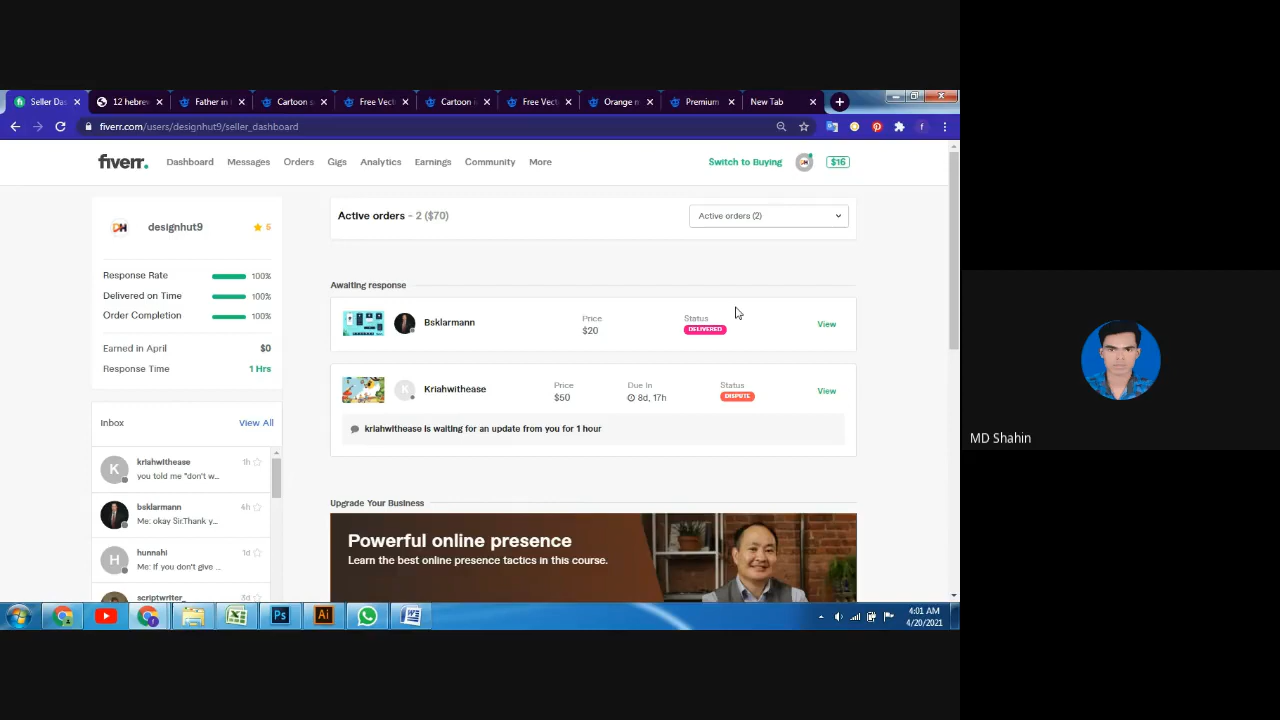 Seller Das
12 hebrev
Father in l
Cartoon s
Free Vect
Cartoon i
Free Vect
Orange m
Premium
New Tab
fiverr.com/users/designhut9/seller_dashboard
fiverr.
Dashboard
Messages
Orders
Gigs
Analytics
Earnings
Community
More
Switch to Buying
DH
$16
DH
designhut9
5
Response Rate
100%
Delivered on Time
100%
Order Completion
100%
Earned in April
$0
Response Time
1 Hrs
Active orders - 2 ($70)
Active orders (2)
Awaiting response
Bsklarmann
Price
$20
Status
DELIVERED
View
K
Kriahwithease
Price
$50
Due In
8d, 17h
Status
DISPUTE
View
kriahwithease is waiting for an update from you for 1 hour
Inbox
View All
K
kriahwithease
1h
you told me "don't w...
bsklarmann
4h
Me: okay Sir.Thank y...
H
hunnahi
1d
Me: If you don't give ...
scriptwriter_
3d
Upgrade Your Business
Powerful online presence
Learn the best online presence tactics in this course.
Ps
Ai
4:01 AM
4/20/2021
MD Shahin